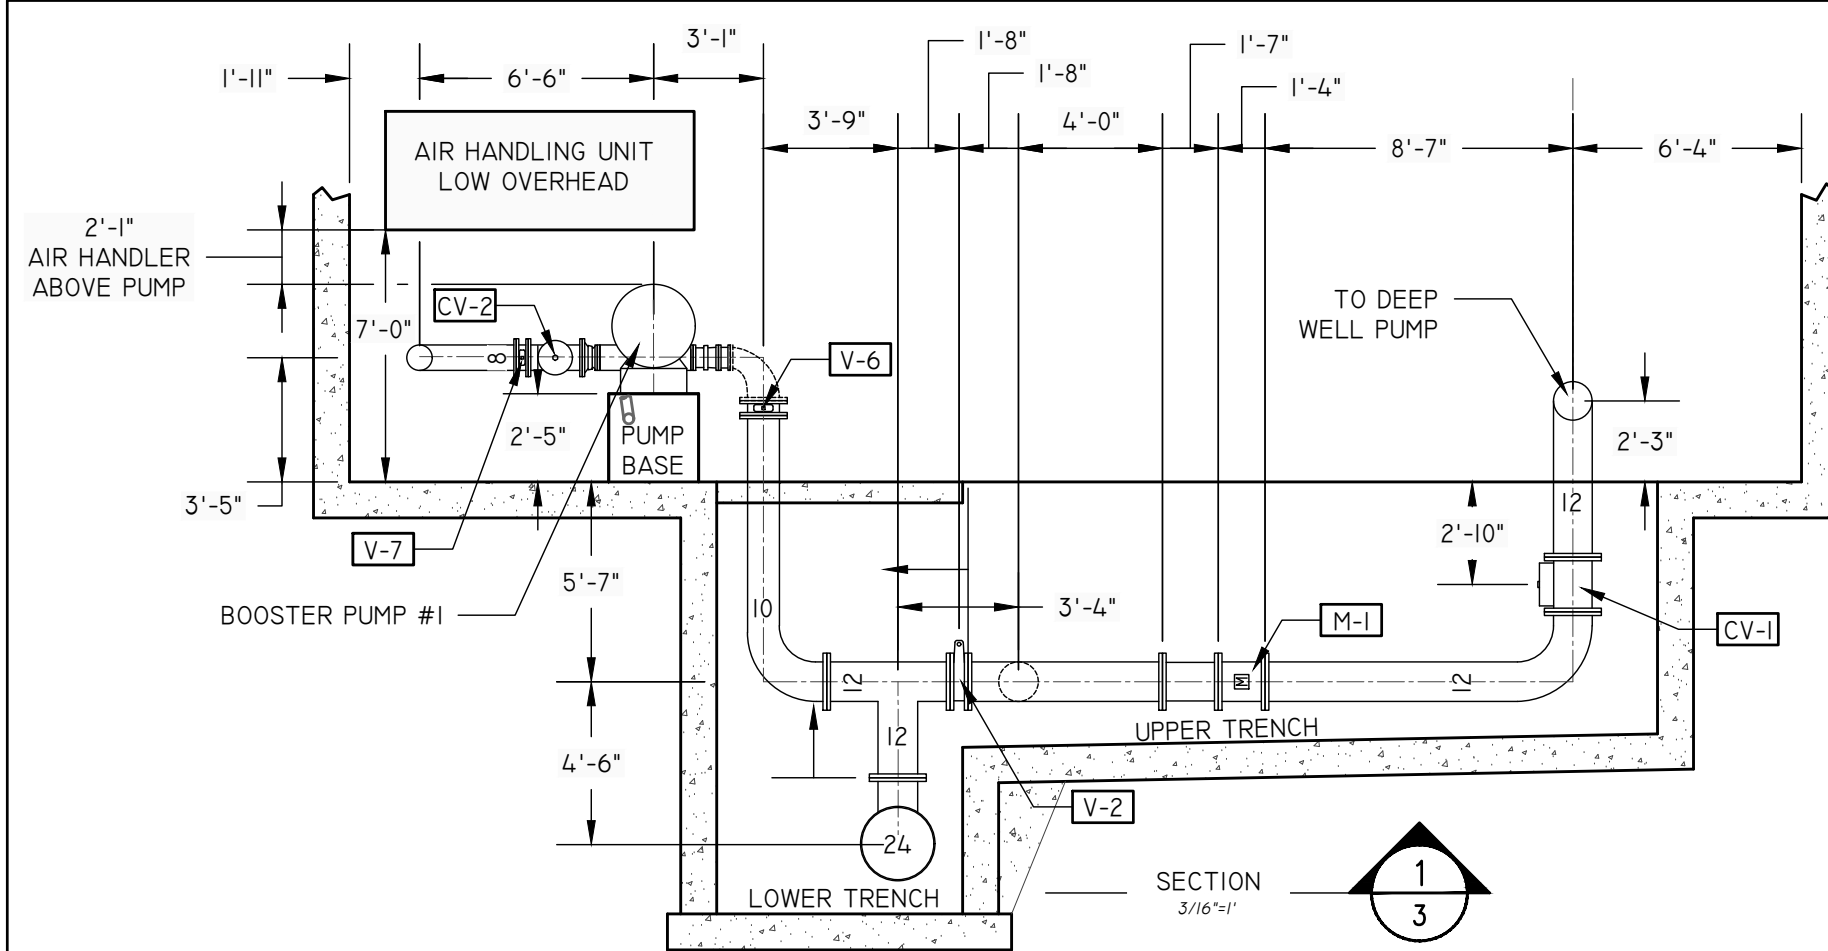 3'-1"
1'-8"
1'-7"
1'-11"
6'-6"
1'-8"
1'-4"
3'-9"
4'-0"
8'-7"
6'-4"
AIR HANDLING UNIT
LOW OVERHEAD
2'-1"
AIR HANDLER
ABOVE PUMP
CV-2
7'-0"
TO DEEP
WELL PUMP
8
V-6
2'-5"
PUMP
BASE
2'-3"
3'-5"
12
2'-10"
V-7
5'-7"
10
3'-4"
BOOSTER PUMP #1
M-1
CV-1
12
M
12
12
UPPER TRENCH
4'-6"
V-2
24
LOWER TRENCH
SECTION
3/16"=1'
1
3